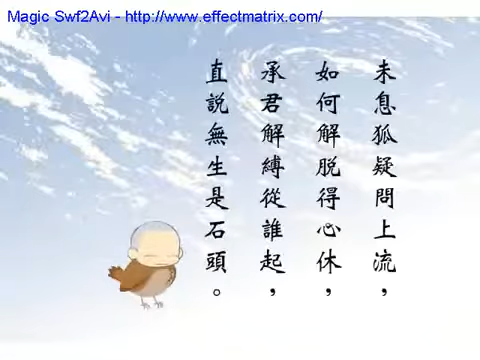 Magic Swf2Avi - http://www.effectmatrix.com/
未息狐疑問上流，
如何解脫得心休，
承君解縛從誰起，
直說無生是石頭。